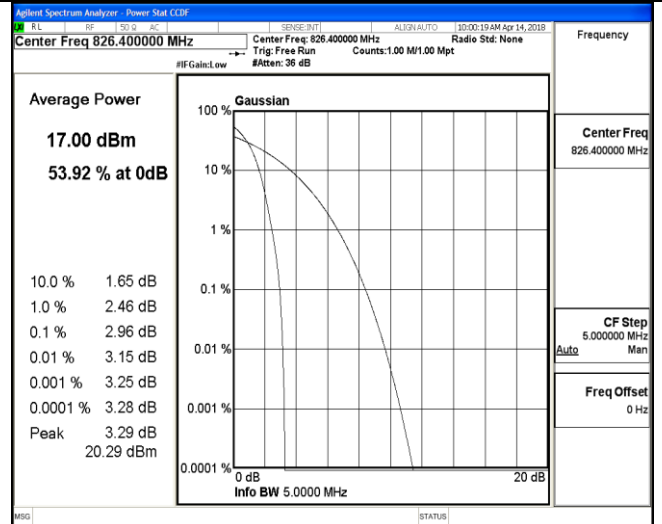 Agilent Spectrum Analyzer - Power Stat CCDF
RL RF 50 Ω AC SENSE:INT ALIGN AUTO 10:00:19 AM Apr 14, 2018
Center Freq 826.400000 MHz
Center Freq: 826.400000 MHz Radio Std: None
Trig: Free Run Counts:1.00 M/1.00 Mpt
#IFGain:Low #Atten: 36 dB
Frequency
Average Power
17.00 dBm
53.92 % at 0dB
10.0 % 1.65 dB
1.0 % 2.46 dB
0.1 % 2.96 dB
0.01 % 3.15 dB
0.001 % 3.25 dB
0.0001 % 3.28 dB
Peak 3.29 dB
20.29 dBm
Gaussian
100 %
10 %
1 %
0.1 %
0.01 %
0.001 %
0.0001 %
0 dB 20 dB
Info BW 5.0000 MHz
Center Freq
826.400000 MHz
CF Step
5.000000 MHz
Auto Man
Freq Offset
0 Hz
MSG STATUS